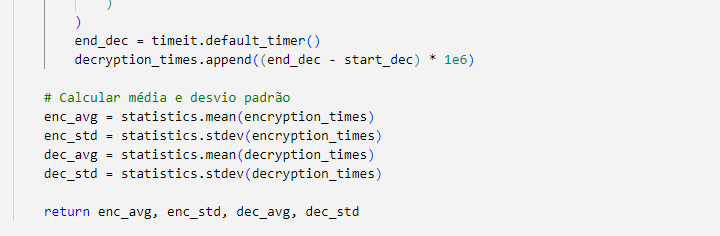 )
)
end_dec = timeit.default_timer()
decryption_times.append((end_dec - start_dec) * 1e6)
# Calcular média e desvio padrão
enc_avg = statistics.mean(encryption_times)
enc_std = statistics.stdev(encryption_times)
dec_avg = statistics.mean(decryption_times)
dec_std = statistics.stdev(decryption_times)
return enc_avg, enc_std, dec_avg, dec_std